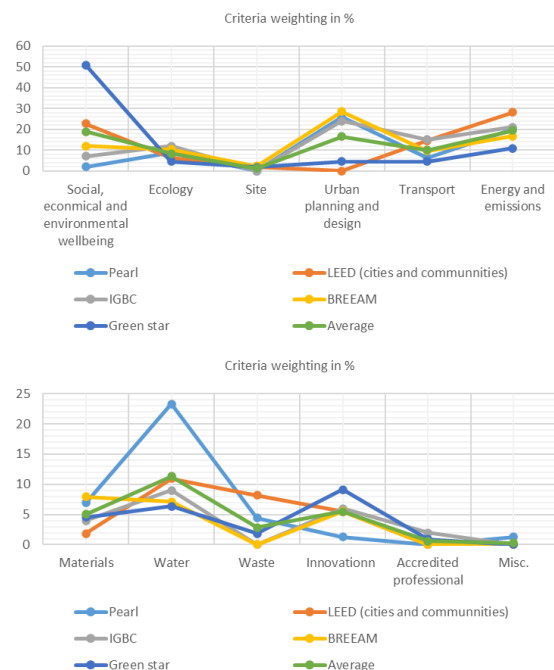 Criteria weighting in %
60
50
40
30
20
10
0
Social,
econmical and
environmental
wellbeing
Ecology
Site
Urban
planning and
design
Transport
Energy and
emissions
Pearl
LEED (cities and communnities)
IGBC
BREEAM
Green star
Average
Criteria weighting in %
25
20
15
10
5
0
Materials
Water
Waste
Innovationn
Accredited
professional
Misc.
Pearl
LEED (cities and communnities)
IGBC
BREEAM
Green star
Average